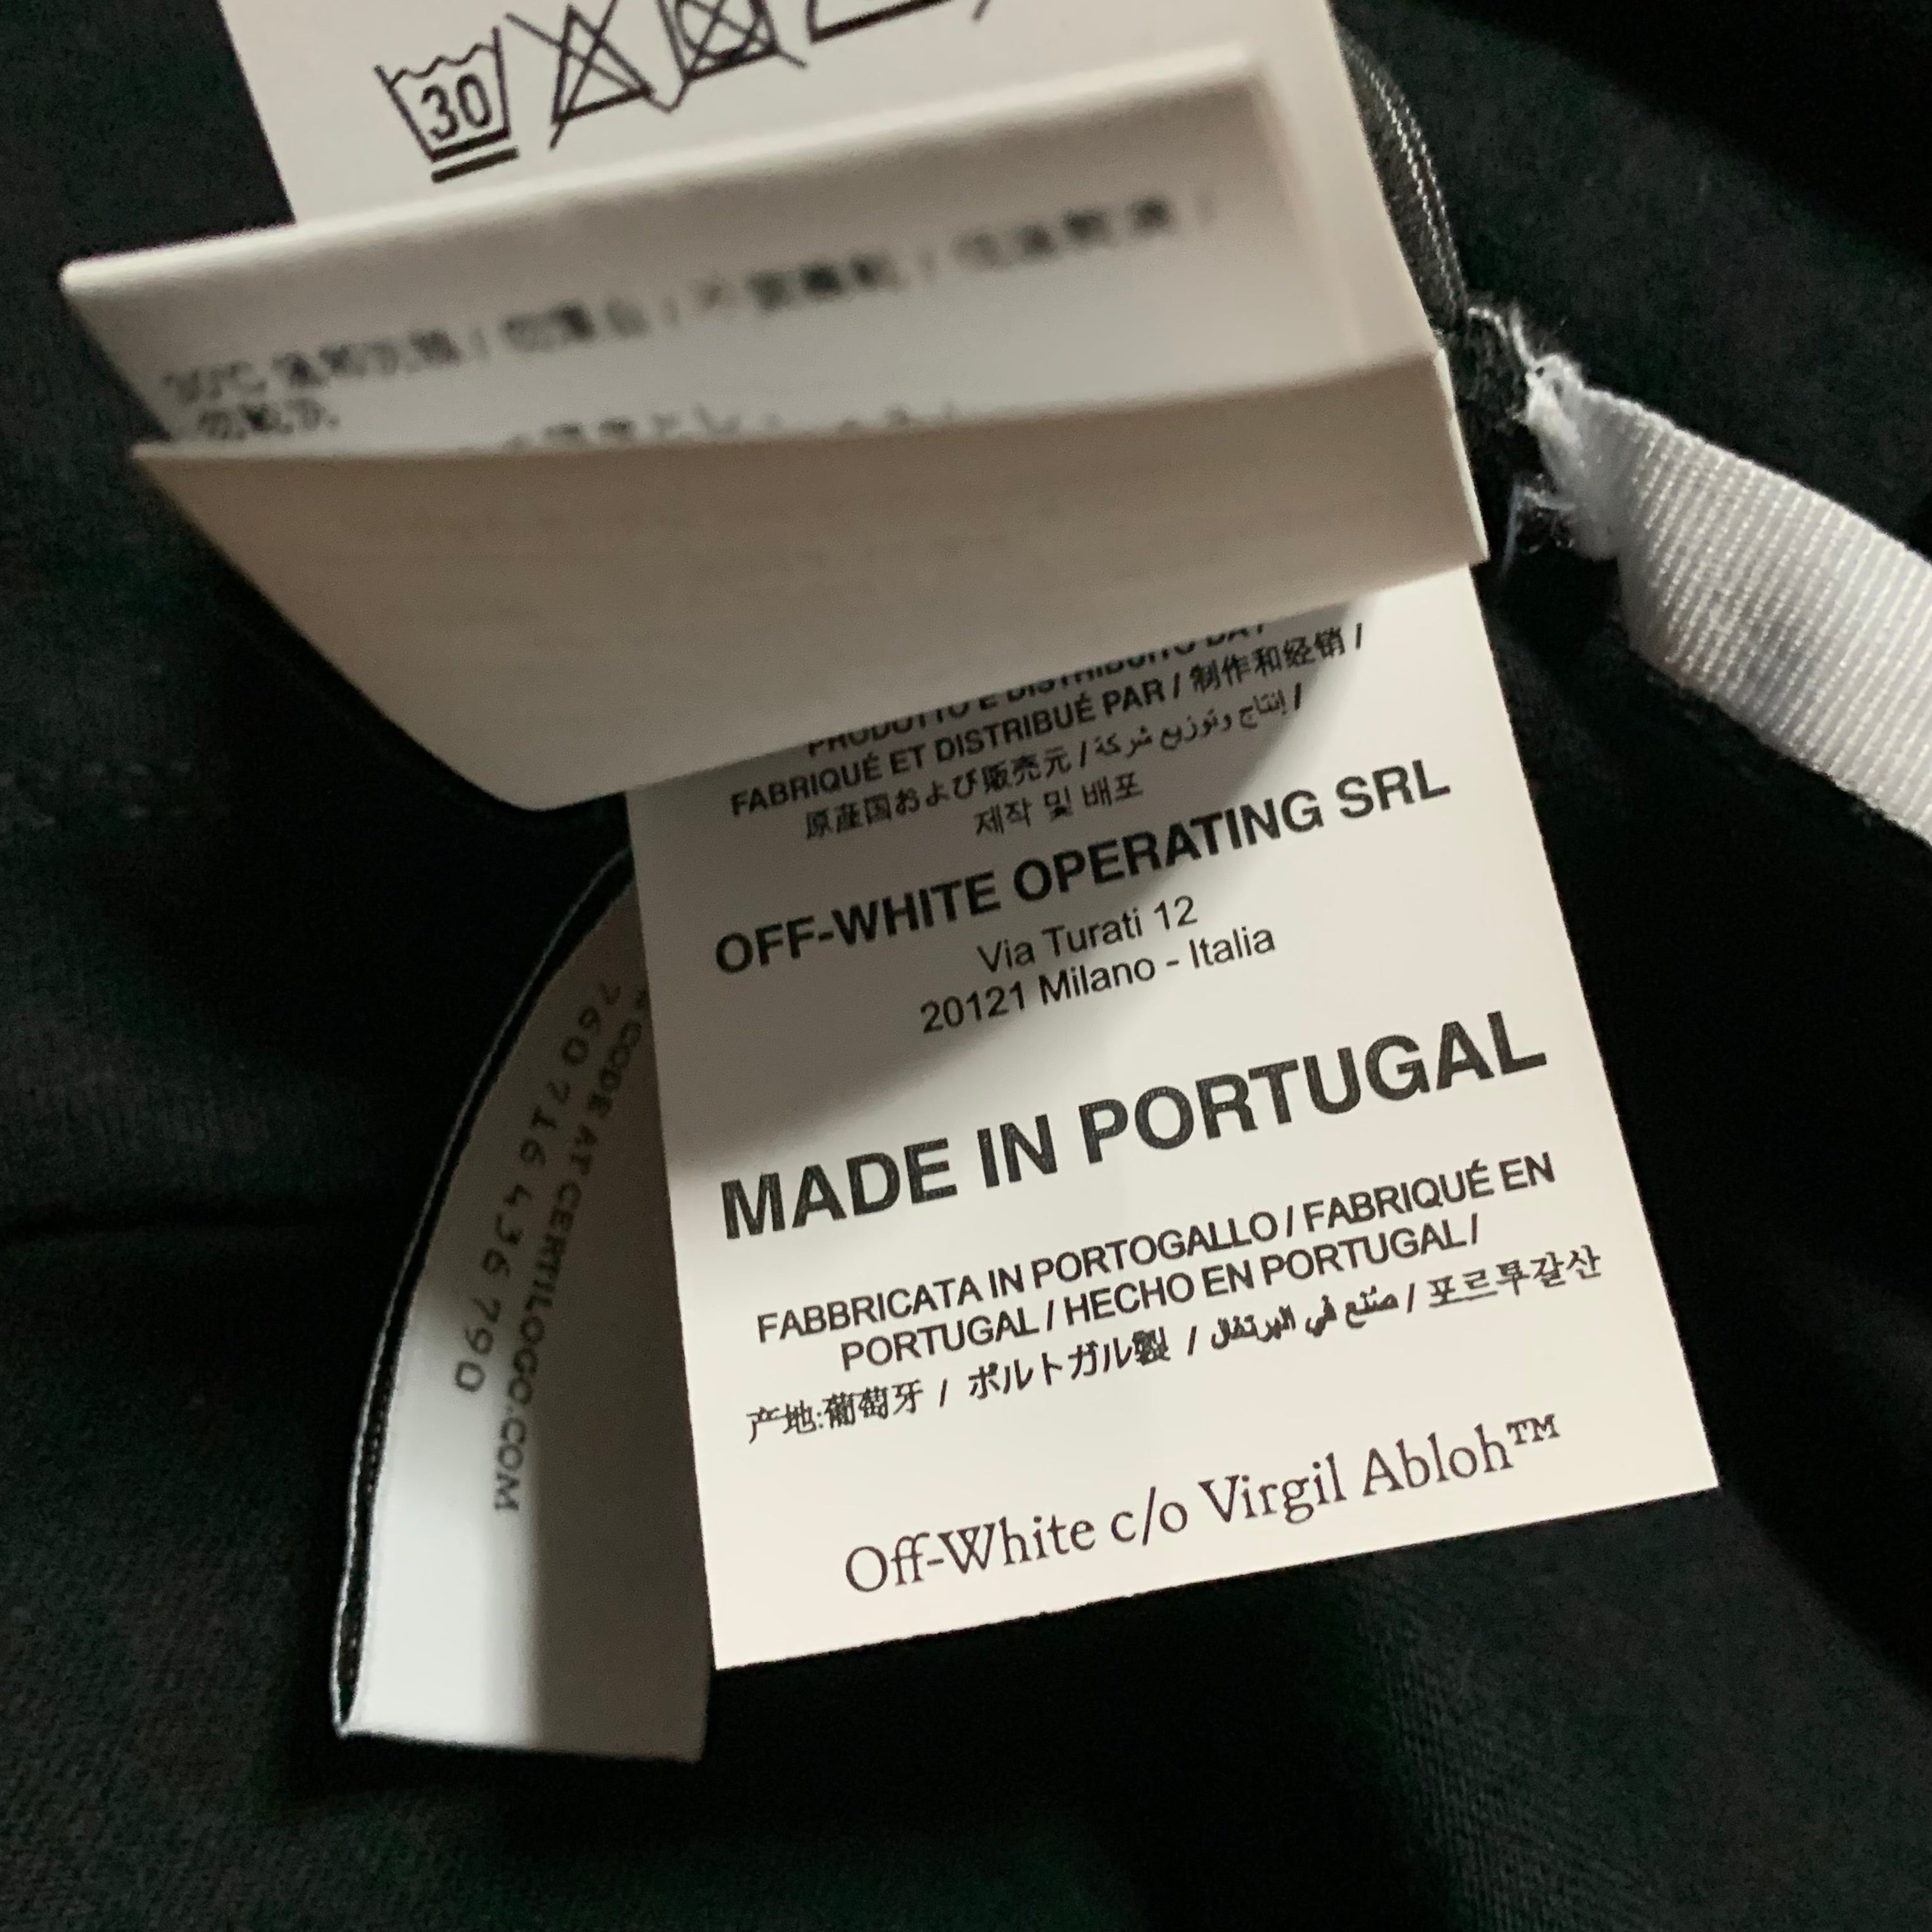 30
勿氯洗.
PRODOTTO E DISTRIBUITO DA /
FABRIQUÉ ET DISTRIBUÉ PAR / 制作和经销 /
原産国および販売元 / إنتاج وتوزيع شركة /
제작 및 배포
OFF-WHITE OPERATING SRL
Via Turati 12
20121 Milano - Italia
MADE IN PORTUGAL
FABBRICATA IN PORTOGALLO / FABRIQUÉ EN
PORTUGAL / HECHO EN PORTUGAL /
产地:葡萄牙 / ポルトガル製 / صنع في البرتغال / 포르투갈산
Off-White c/o Virgil Abloh™
CODE AT CERTILOGO.COM
760 716 436 790